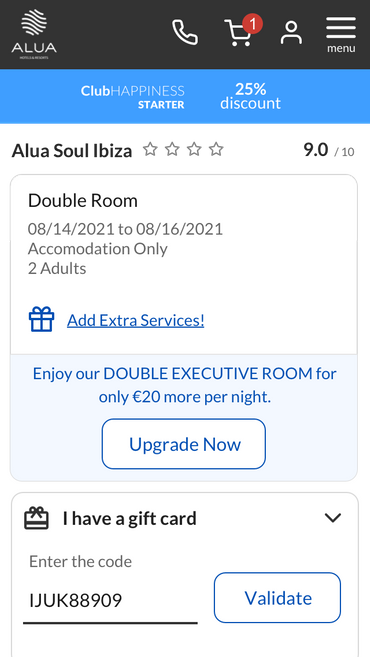 ALUA
HOTELS & RESORTS
1
menu
ClubHAPPINESS
STARTER
25%
discount
Alua Soul Ibiza
9.0 / 10
Double Room
08/14/2021 to 08/16/2021
Accomodation Only
2 Adults
Add Extra Services!
Enjoy our DOUBLE EXECUTIVE ROOM for
only €20 more per night.
Upgrade Now
I have a gift card
Enter the code
IJUK88909
Validate